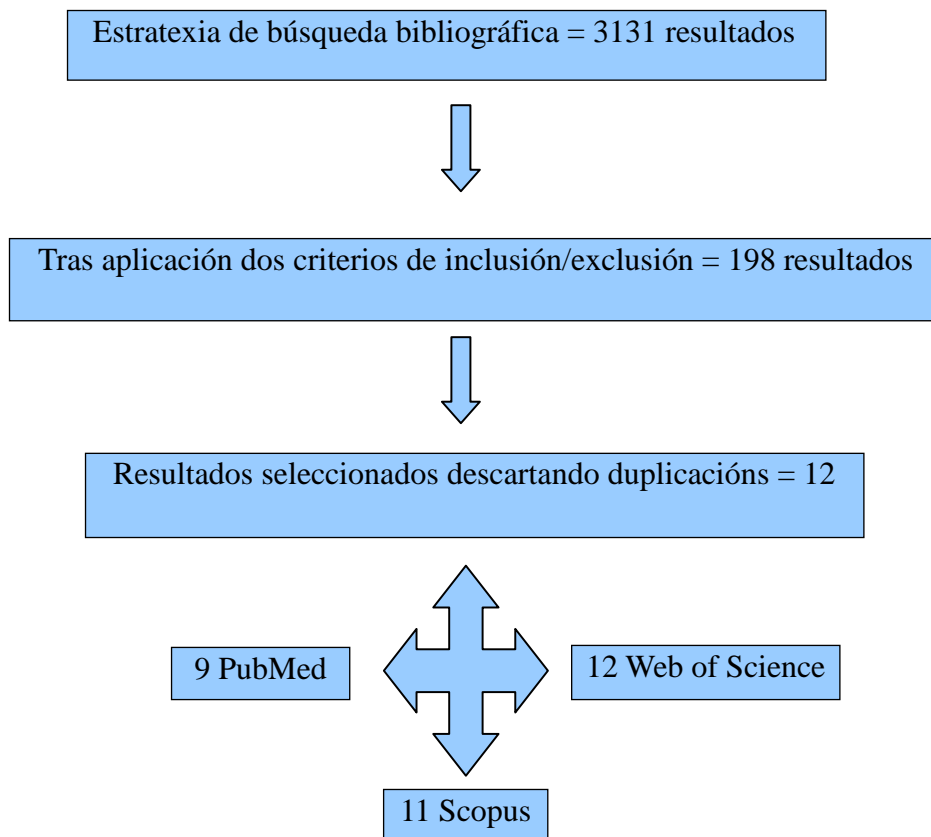 Estratexia de búsqueda bibliográfica = 3131 resultados
Tras aplicación dos criterios de inclusión/exclusión = 198 resultados
Resultados seleccionados descartando duplicacións = 12
9 PubMed
12 Web of Science
11 Scopus